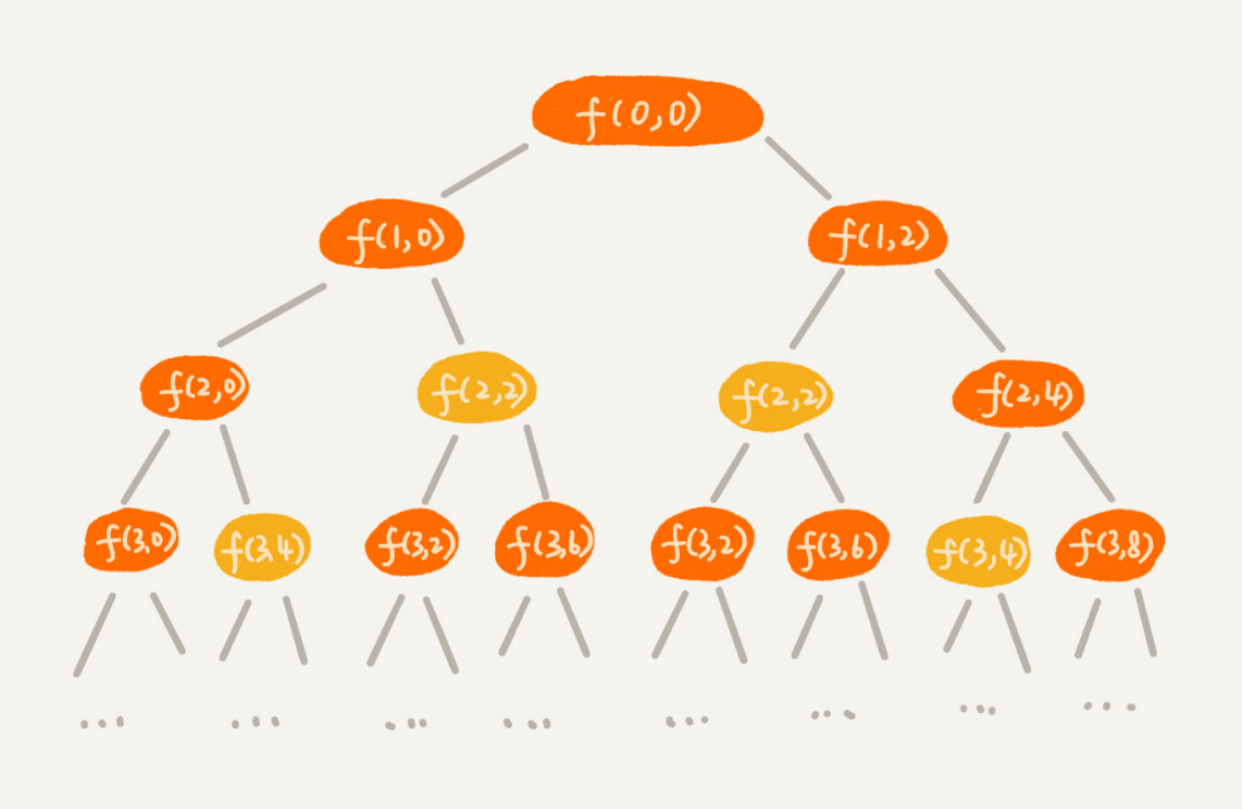 f(0,0)
f(1,0) f(1,2)
f(2,0) f(2,2) f(2,2) f(2,4)
f(3,0) f(3,4) f(3,2) f(3,6) f(3,2) f(3,6) f(3,4) f(3,8)
... ... ... ... ... ... ... ...